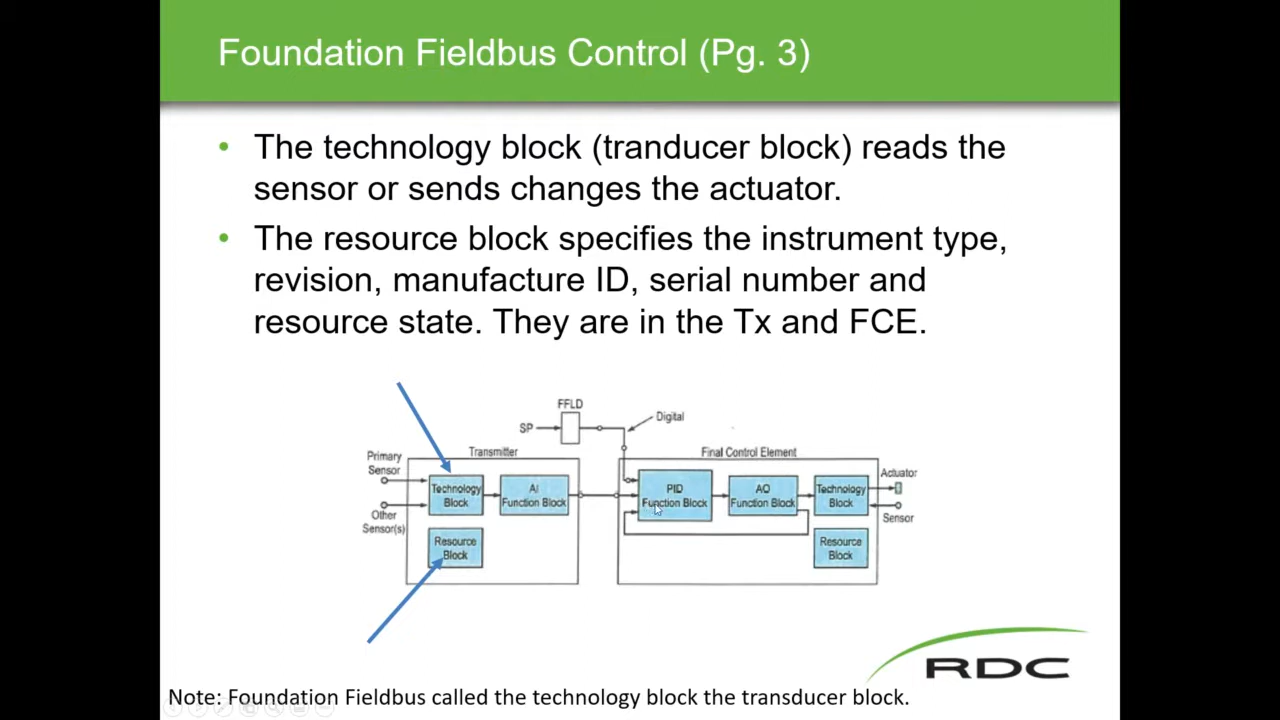 Foundation Fieldbus Control (Pg. 3)
• The technology block (tranducer block) reads the
sensor or sends changes the actuator.
• The resource block specifies the instrument type,
revision, manufacture ID, serial number and
resource state. They are in the Tx and FCE.
FFLD
SP
Digital
Transmitter
Final Control Element
Primary
Sensor
Other
Sensor(s)
Technology
Block
AI
Function Block
Resource
Block
PID
Function Block
AO
Function Block
Technology
Block
Resource
Block
Actuator
Sensor
RDC
Note: Foundation Fieldbus called the technology block the transducer block.